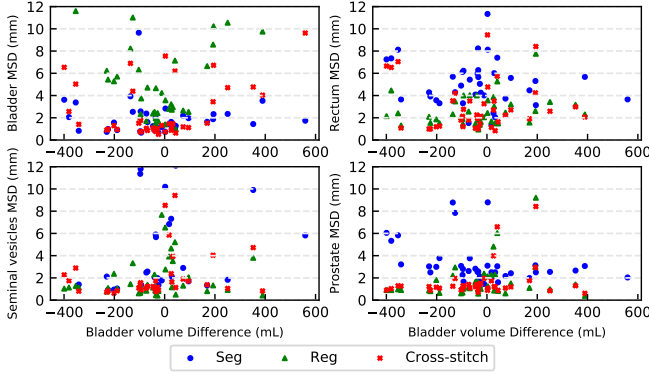 12
10
8
6
4
2
0
Bladder MSD (mm)
−400 −200 0 200 400 600
12
10
8
6
4
2
0
Rectum MSD (mm)
−400 −200 0 200 400 600
12
10
8
6
4
2
0
Seminal vesicles MSD (mm)
−400 −200 0 200 400 600
Bladder volume Difference (mL)
12
10
8
6
4
2
0
Prostate MSD (mm)
−400 −200 0 200 400 600
Bladder volume Difference (mL)
Seg Reg Cross-stitch